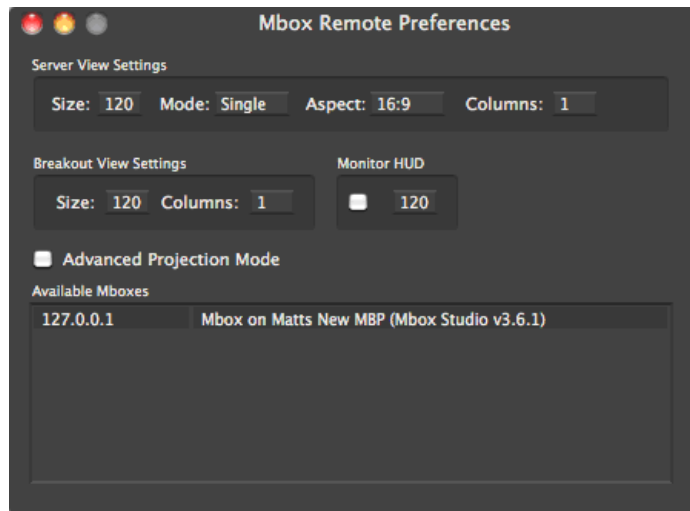 Mbox Remote Preferences
Server View Settings
Size: 120 Mode: Single Aspect: 16:9 Columns: 1
Breakout View Settings Monitor HUD
Size: 120 Columns: 1 120
Advanced Projection Mode
Available Mboxes
127.0.0.1 Mbox on Matts New MBP (Mbox Studio v3.6.1)